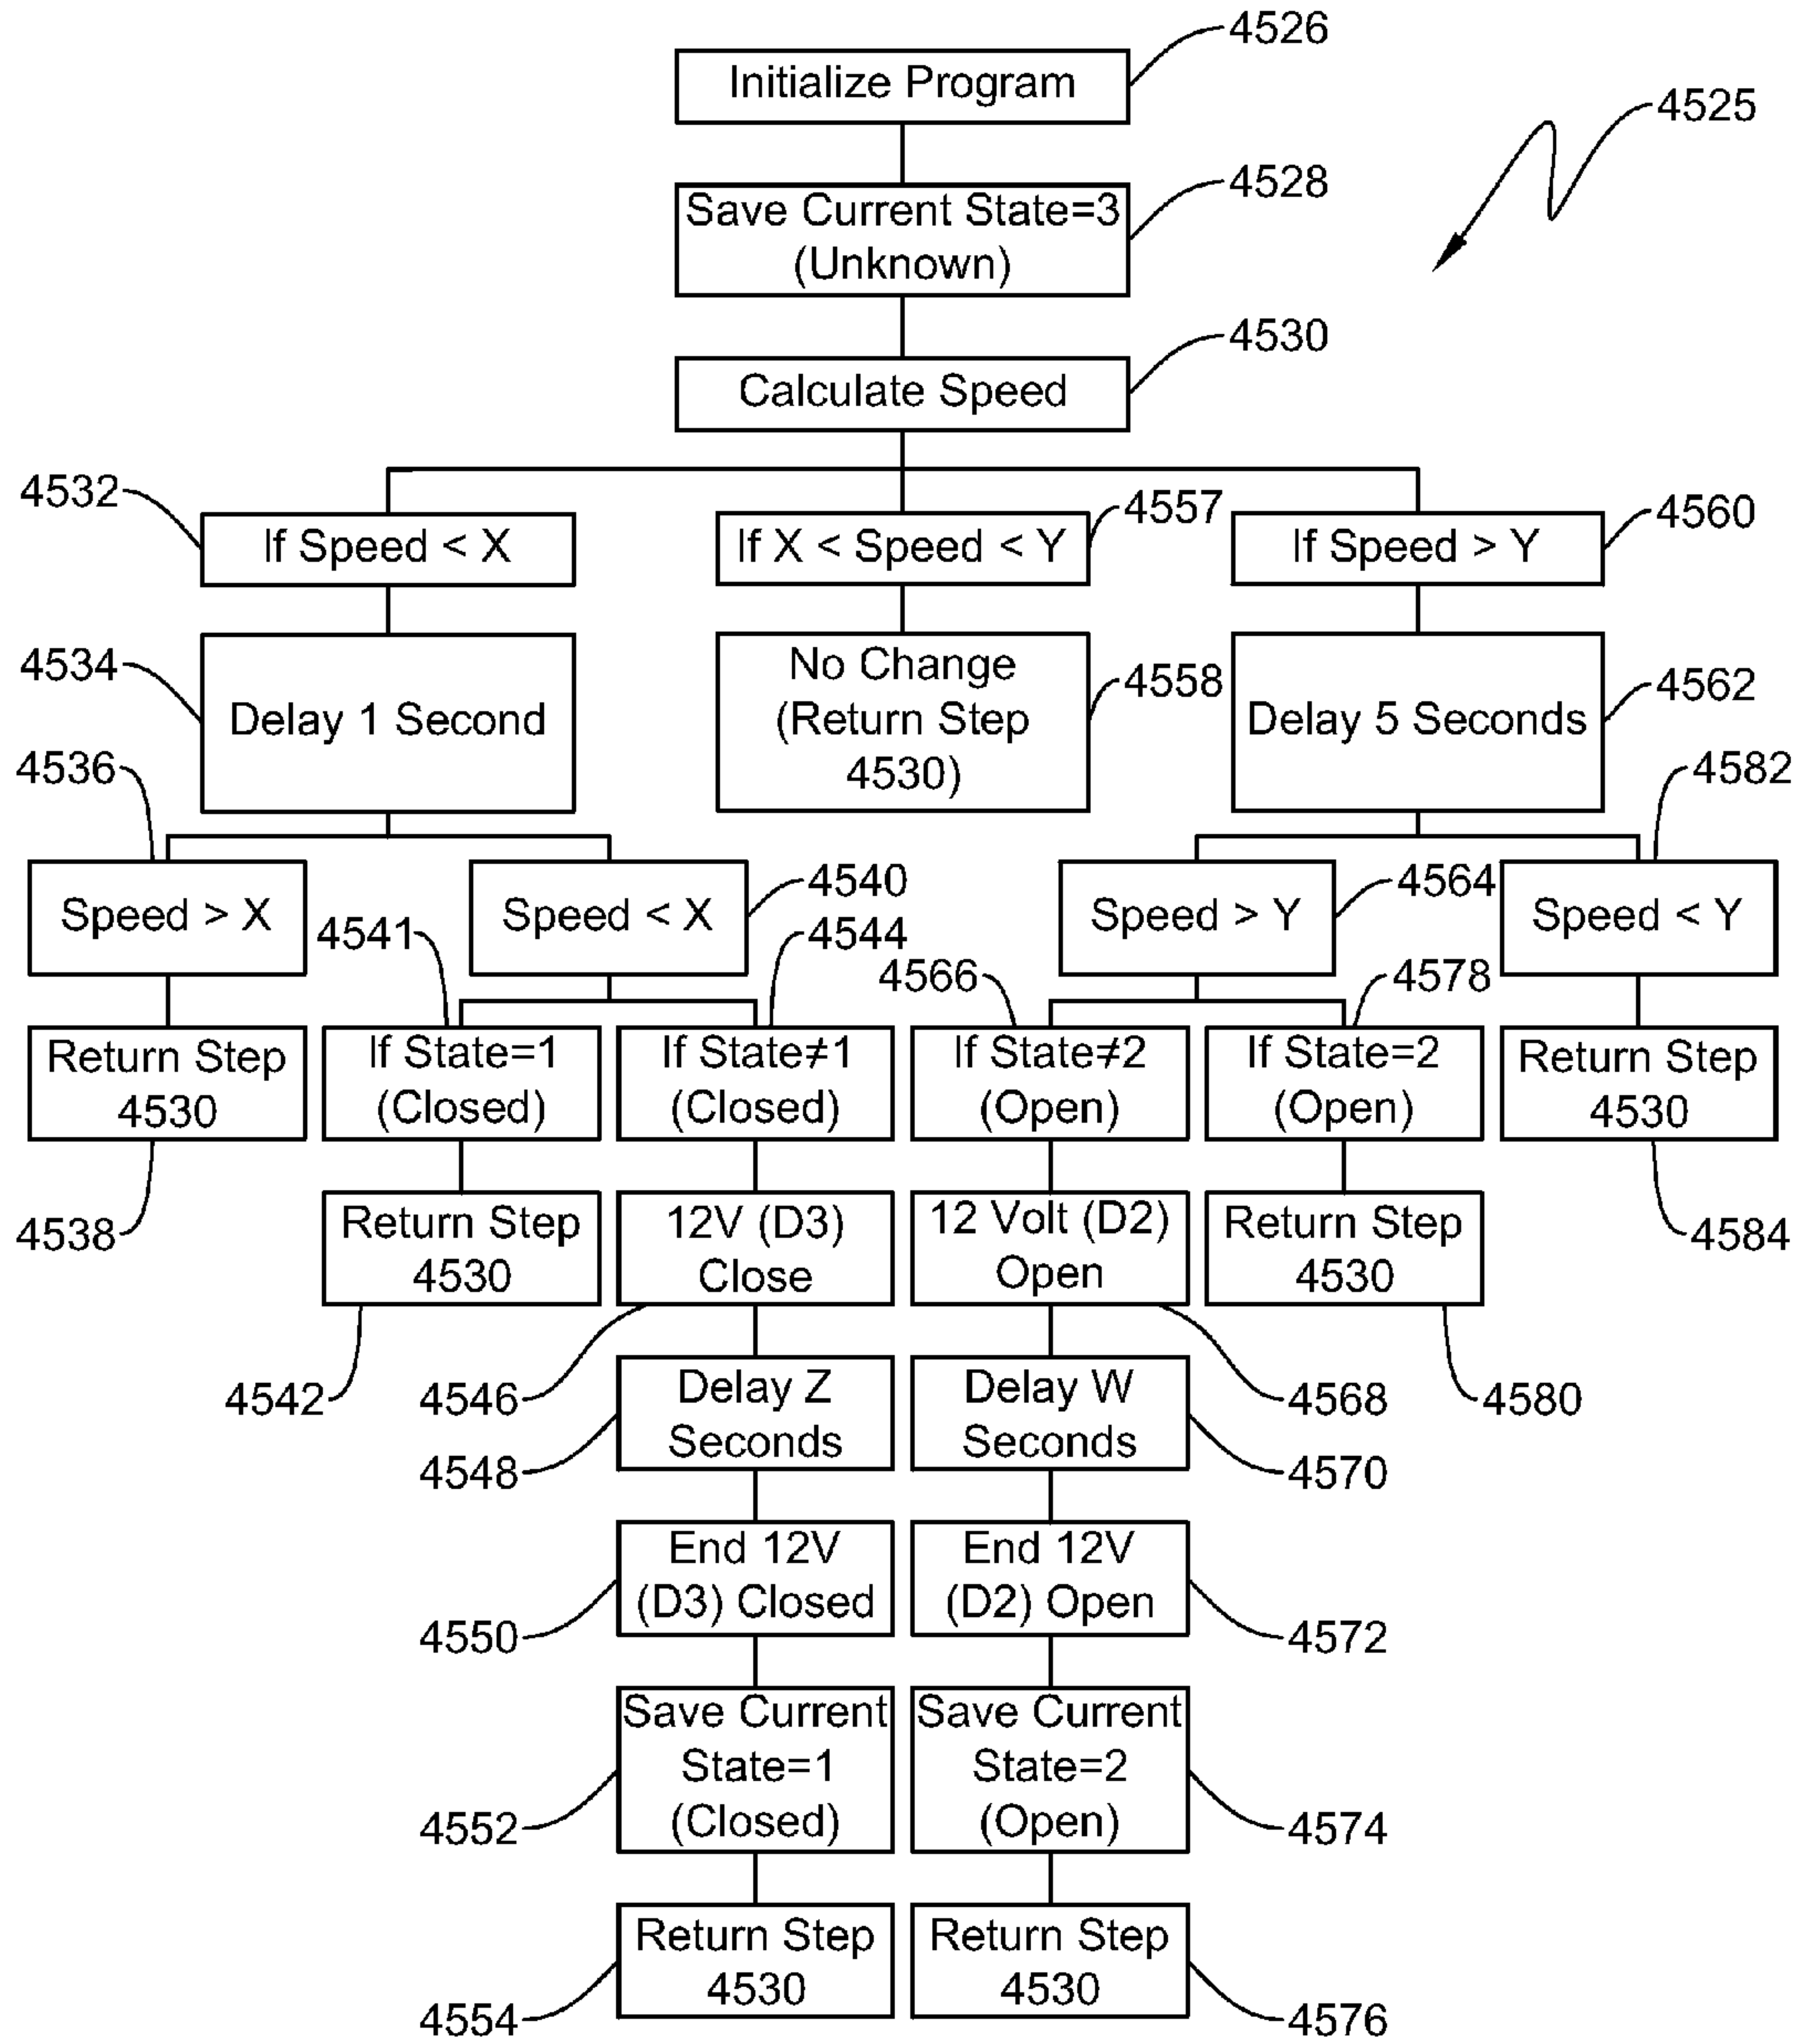 4526
Initialize Program
4525
4528
Save Current State=3
(Unknown)
4530
Calculate Speed
4532
4557
4560
If Speed < X
If X < Speed < Y
If Speed > Y
4534
Delay 1 Second
No Change
(Return Step
4530)
4558
Delay 5 Seconds
4562
4536
4582
Speed > X
4540
Speed < X
Speed > Y
4564
Speed < Y
4541
4544
4566
4578
Return Step
4530
If State=1
(Closed)
If State≠1
(Closed)
If State≠2
(Open)
If State=2
(Open)
Return Step
4530
4538
Return Step
4530
12V (D3)
Close
12 Volt (D2)
Open
Return Step
4530
4584
4542
4546
Delay Z
Seconds
Delay W
Seconds
4568
4580
4548
4570
End 12V
(D3) Closed
End 12V
(D2) Open
4550
4572
Save Current
State=1
(Closed)
Save Current
State=2
(Open)
4552
4574
Return Step
4530
Return Step
4530
4554
4576